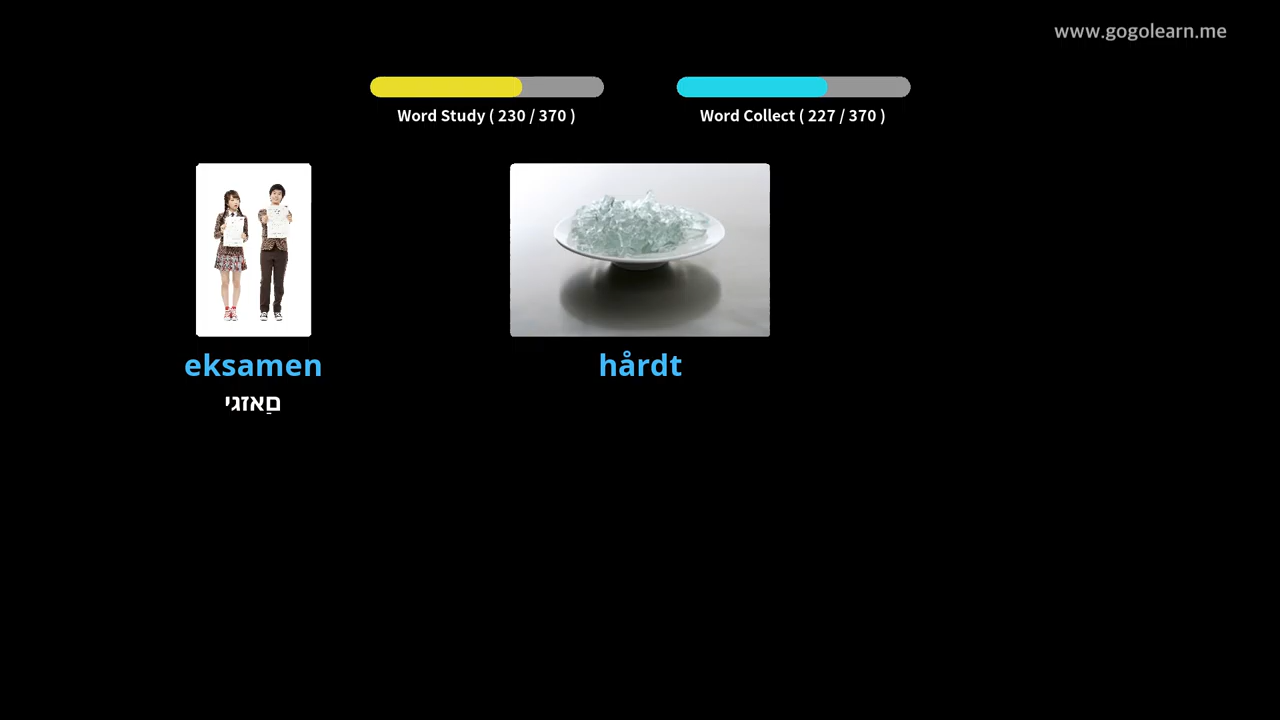 www.gogolearn.me
Word Study ( 230 / 370 )
Word Collect ( 227 / 370 )
eksamen
םַאזגי
hårdt